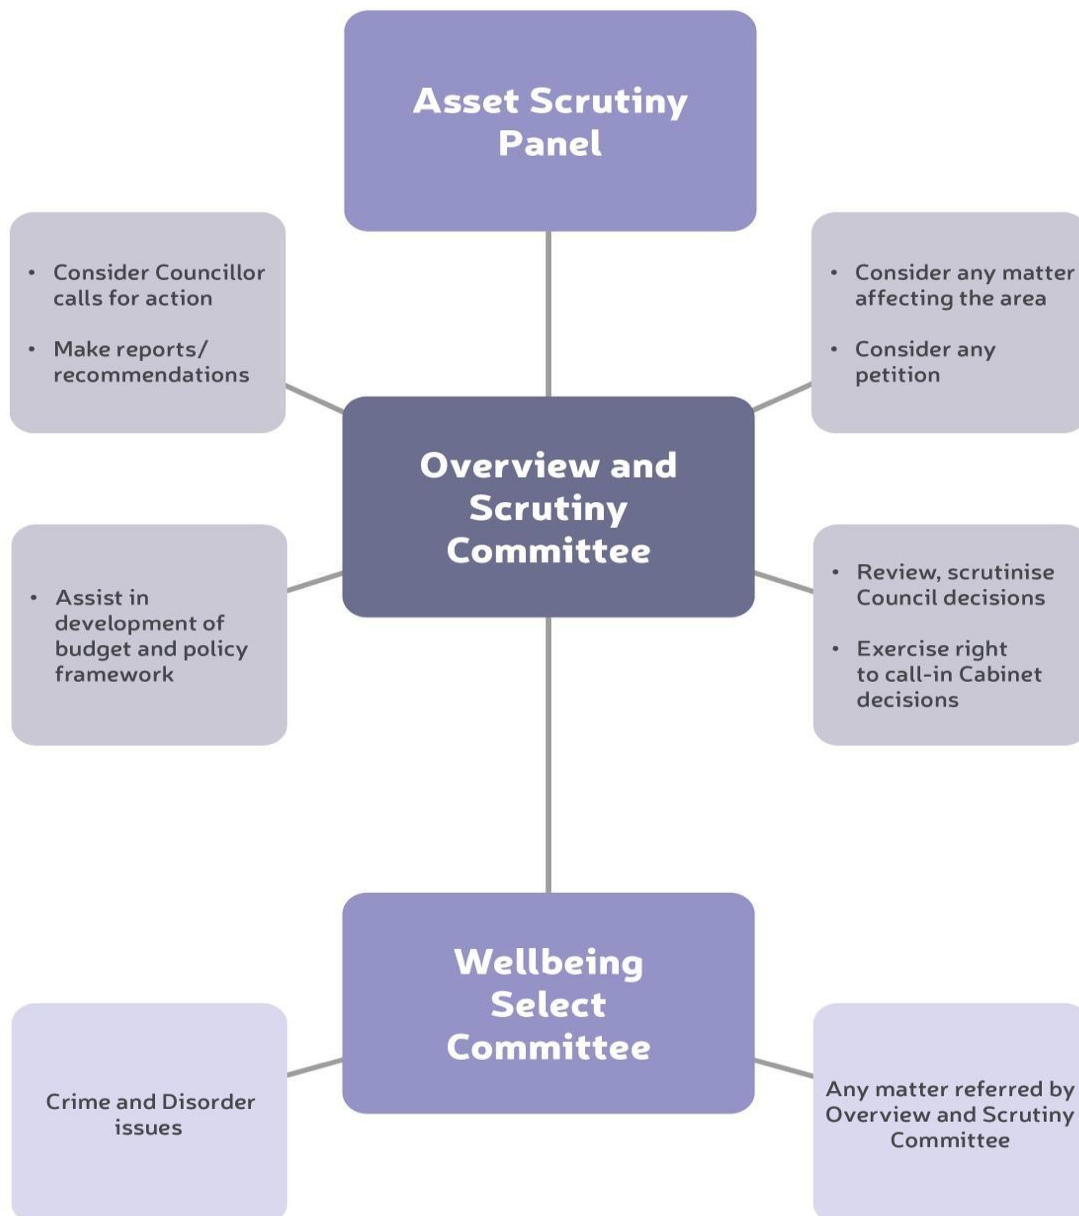 Asset Scrutiny
Panel
• Consider Councillor
calls for action
• Make reports/
recommendations
• Consider any matter
affecting the area
• Consider any
petition
Overview and
Scrutiny
Committee
• Assist in
development of
budget and policy
framework
• Review, scrutinise
Council decisions
• Exercise right
to call-in Cabinet
decisions
Wellbeing
Select
Committee
Crime and Disorder
issues
Any matter referred by
Overview and Scrutiny
Committee